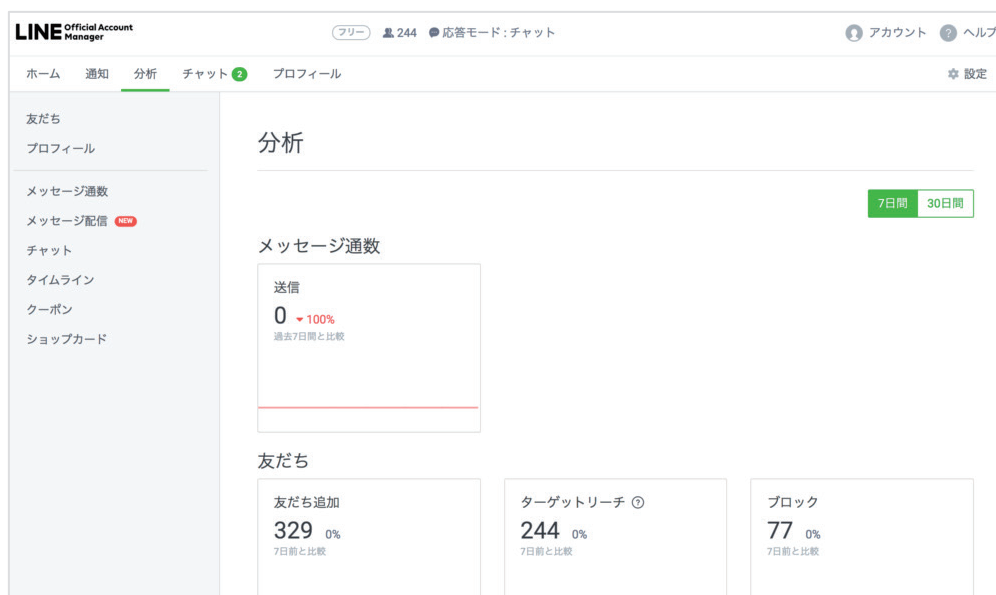 LINE Official Account Manager
フリー 244 応答モード : チャット
アカウント ? ヘルプ
ホーム 通知 分析 チャット 2 プロフィール
設定
友だち
プロフィール
メッセージ通数
メッセージ配信 NEW
チャット
タイムライン
クーポン
ショップカード
分析
7日間 30日間
メッセージ通数
送信
0 100%
過去7日間と比較
友だち
友だち追加
329 0%
7日前と比較
ターゲットリーチ ?
244 0%
7日前と比較
ブロック
77 0%
7日前と比較